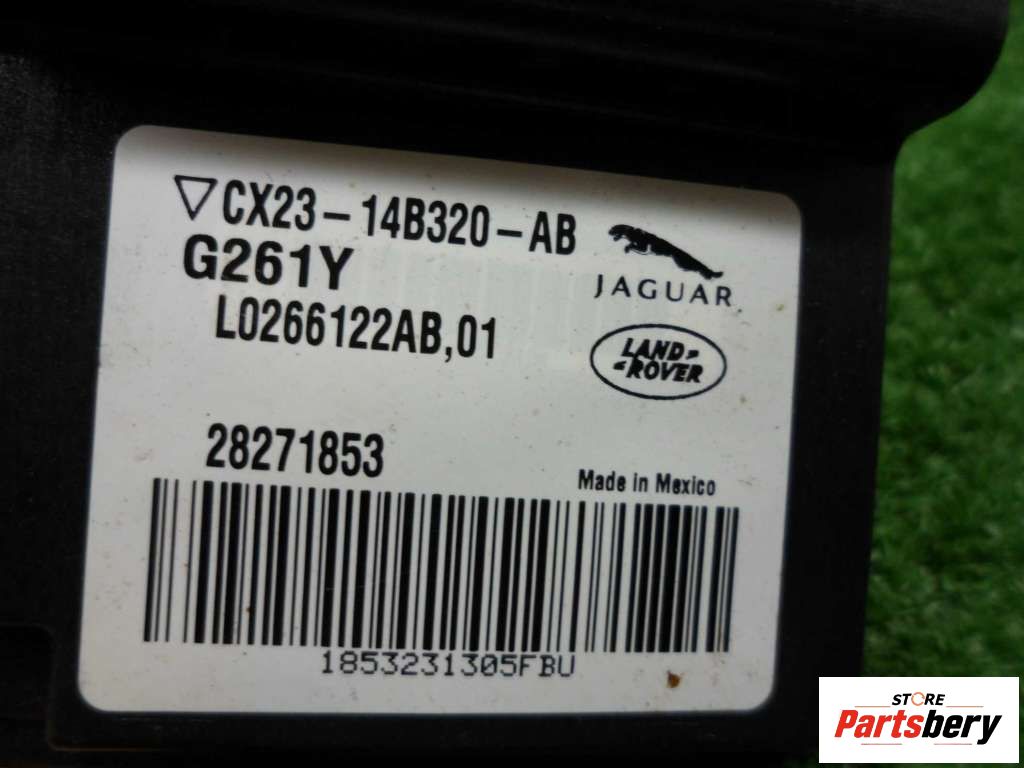 CX23-14B320-AB
G261Y
L0266122AB,01
JAGUAR
LAND-
-ROVER
28271853
Made in Mexico
1853231305FBU
STORE
Partsbery